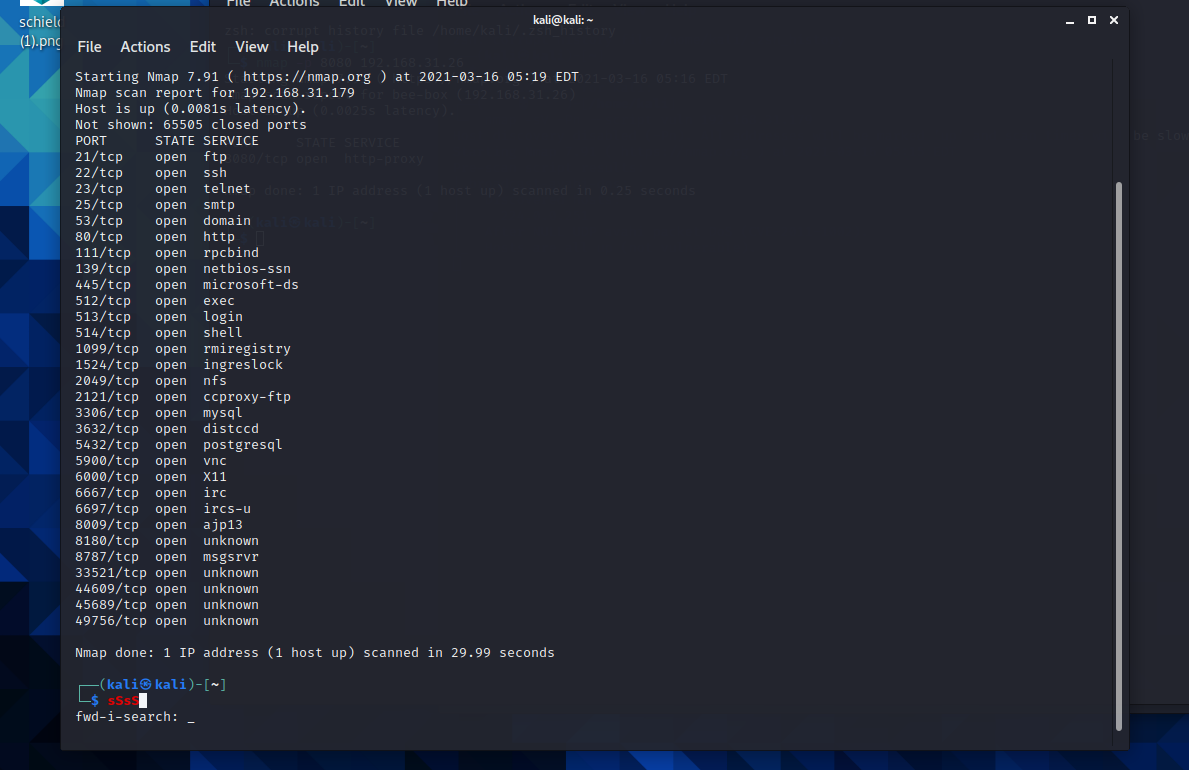 File Actions Edit View Help
schield
(1).png
kali@kali: ~
File Actions Edit View Help
Starting Nmap 7.91 ( https://nmap.org ) at 2021-03-16 05:19 EDT
Nmap scan report for 192.168.31.179
Host is up (0.0081s latency).
Not shown: 65505 closed ports
PORT STATE SERVICE
21/tcp open ftp
22/tcp open ssh
23/tcp open telnet
25/tcp open smtp
53/tcp open domain
80/tcp open http
111/tcp open rpcbind
139/tcp open netbios-ssn
445/tcp open microsoft-ds
512/tcp open exec
513/tcp open login
514/tcp open shell
1099/tcp open rmiregistry
1524/tcp open ingreslock
2049/tcp open nfs
2121/tcp open ccproxy-ftp
3306/tcp open mysql
3632/tcp open distccd
5432/tcp open postgresql
5900/tcp open vnc
6000/tcp open X11
6667/tcp open irc
6697/tcp open ircs-u
8009/tcp open ajp13
8180/tcp open unknown
8787/tcp open msgsrvr
33521/tcp open unknown
44609/tcp open unknown
45689/tcp open unknown
49756/tcp open unknown
Nmap done: 1 IP address (1 host up) scanned in 29.99 seconds
┌──(kali㉿kali)-[~]
└─$ sSsS
fwd-i-search: _